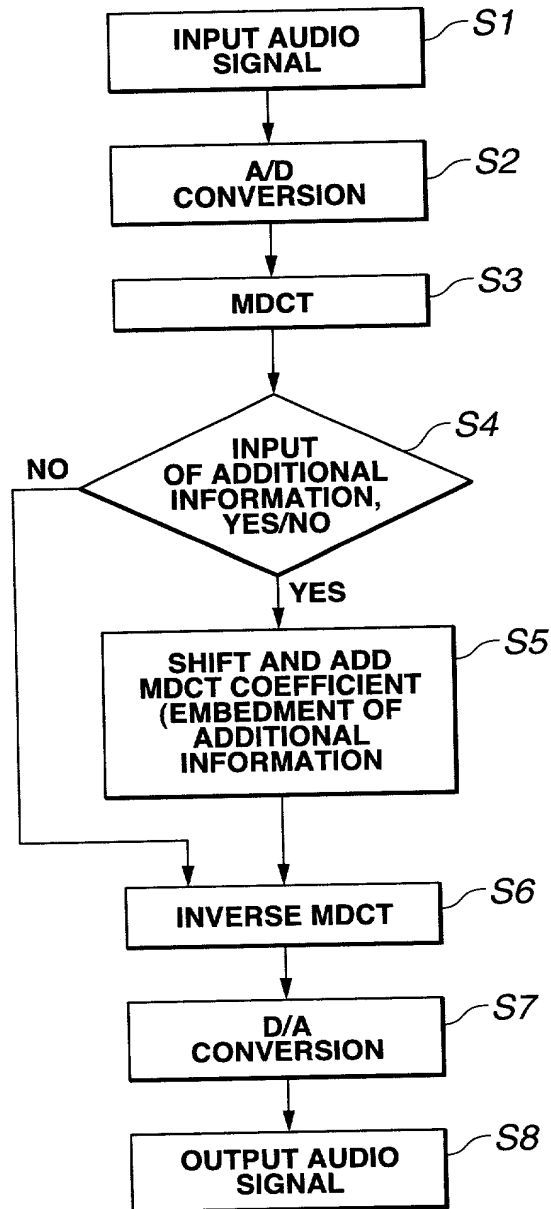 INPUT AUDIO
SIGNAL
S1
A/D
CONVERSION
S2
MDCT
S3
INPUT
OF ADDITIONAL
INFORMATION,
YES/NO
S4
NO
YES
SHIFT AND ADD
MDCT COEFFICIENT
(EMBEDMENT OF
ADDITIONAL
INFORMATION
S5
INVERSE MDCT
S6
D/A
CONVERSION
S7
OUTPUT AUDIO
SIGNAL
S8